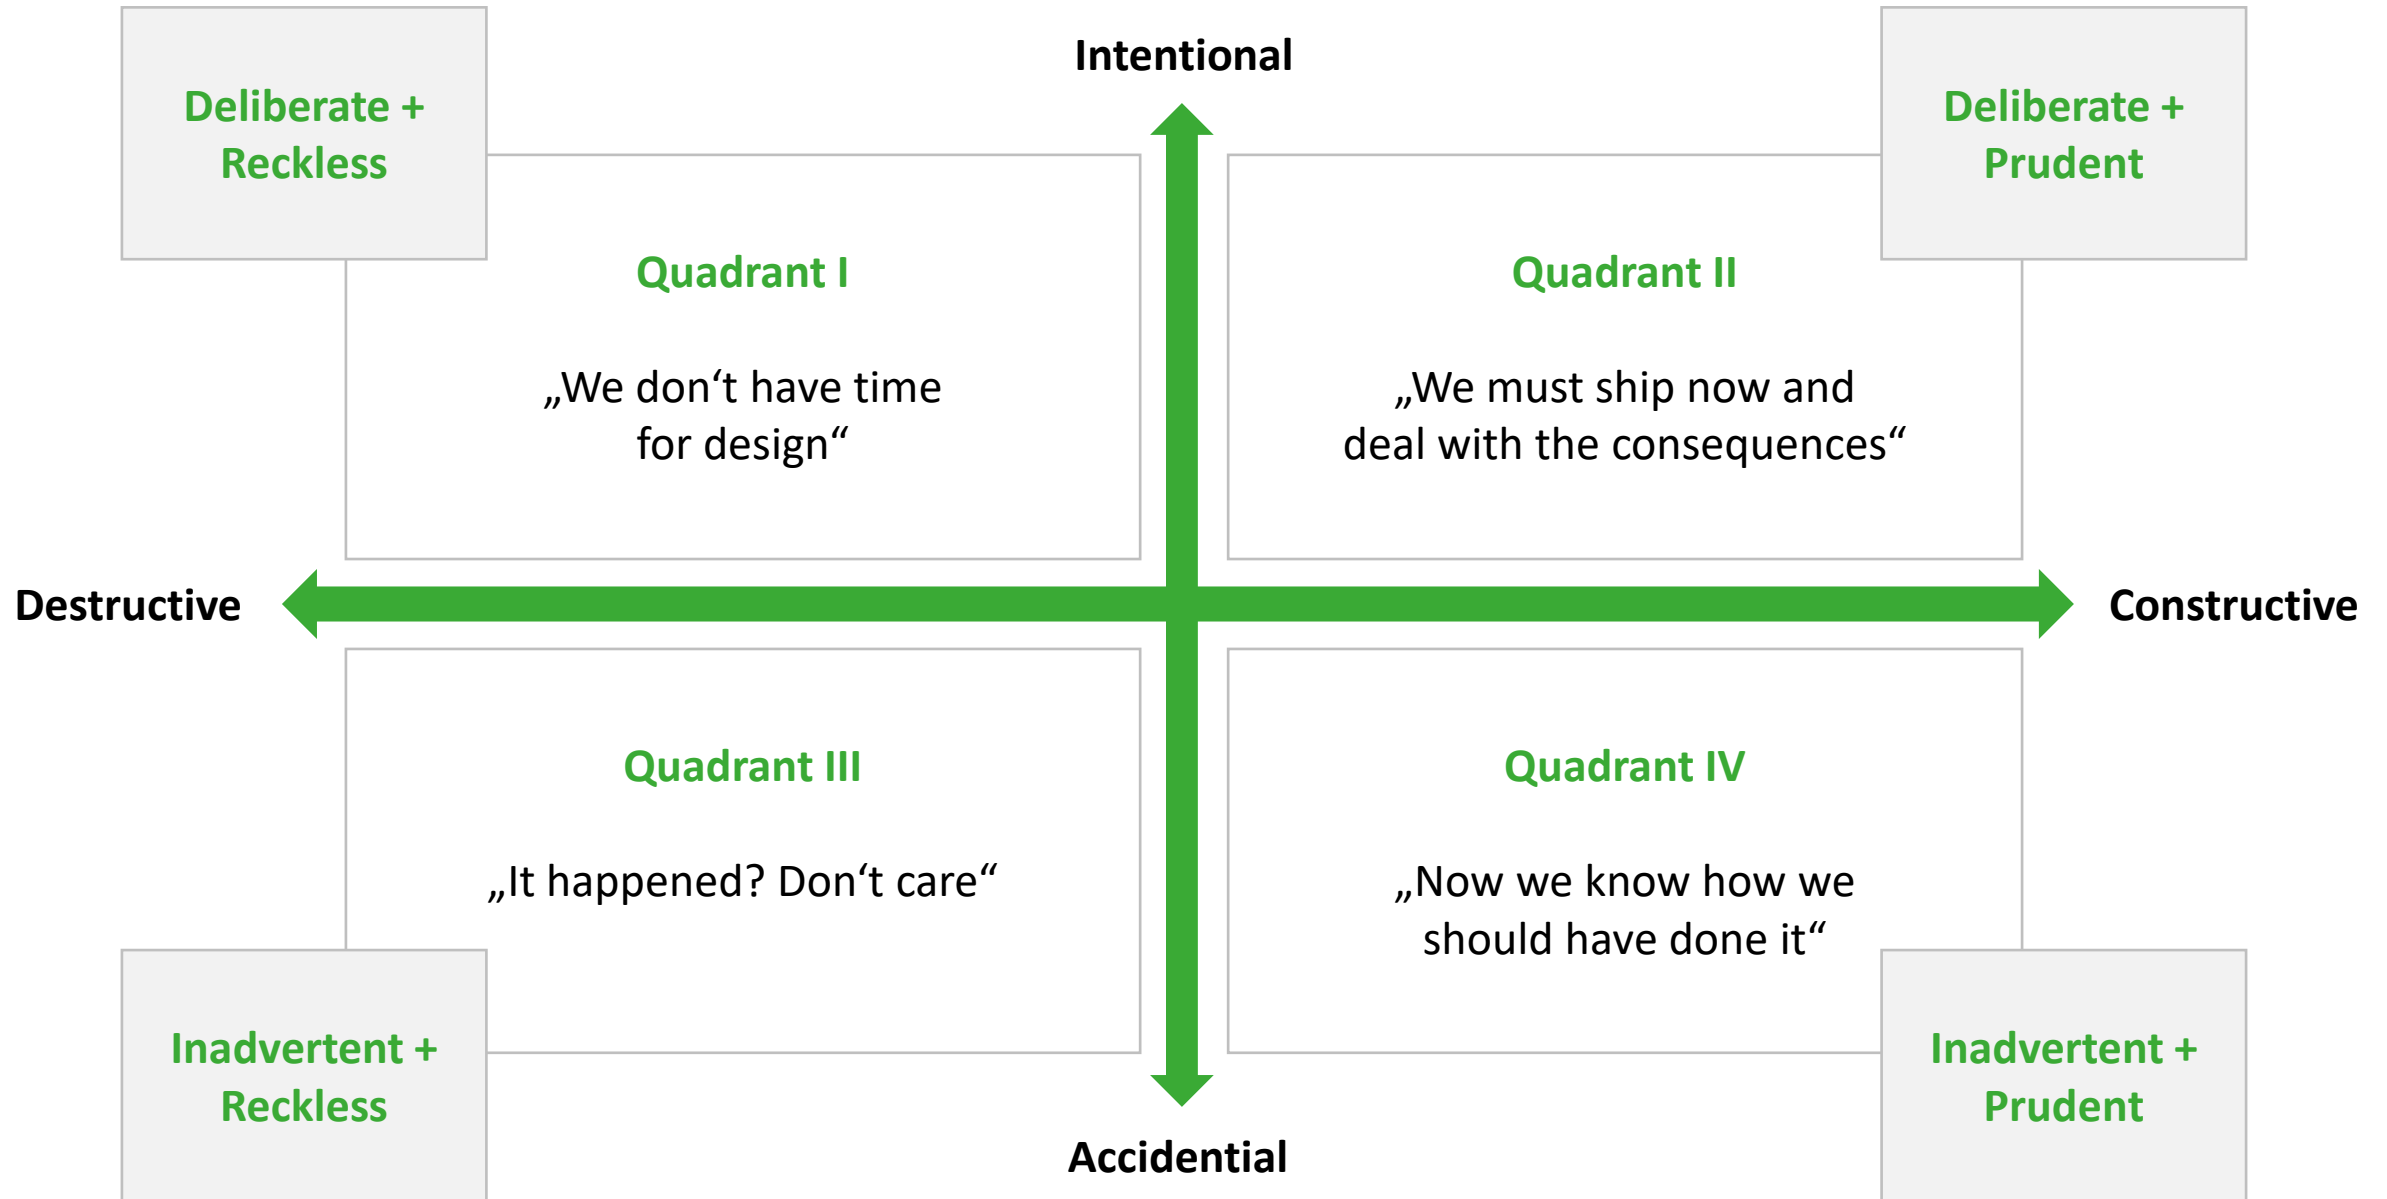 Intentional
Deliberate +
Reckless
Deliberate +
Prudent
Quadrant I
„We don‘t have time
for design“
Quadrant II
„We must ship now and
deal with the consequences“
Destructive
Constructive
Quadrant III
„It happened? Don‘t care“
Quadrant IV
„Now we know how we
should have done it“
Inadvertent +
Reckless
Inadvertent +
Prudent
Accidential